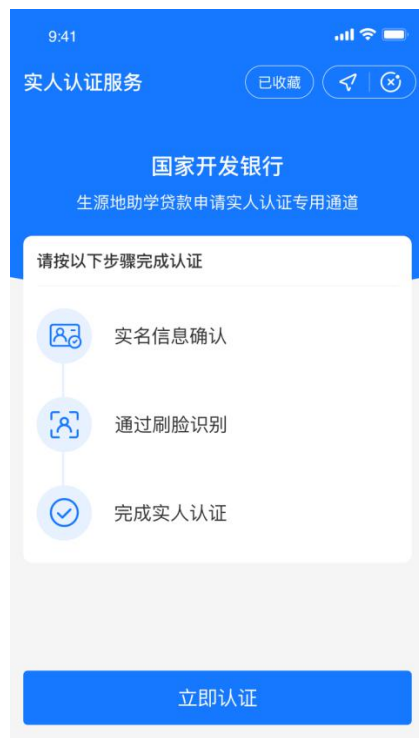 9:41
实人认证服务
已收藏
国家开发银行
生源地助学贷款申请实人认证专用通道
请按以下步骤完成认证
实名信息确认
通过刷脸识别
完成实人认证
立即认证